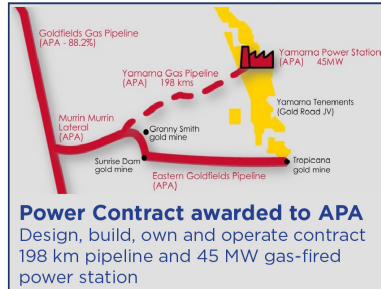 Goldfields Gas Pipeline
(APA - 88.2%)
Yamarna Power Station
(APA) 45MW
Yamarna Gas Pipeline
(APA) 198 kms
Yamarna Tenements
(Gold Road JV)
Murrin Murrin
Lateral
(APA)
Granny Smith
gold mine
Sunrise Dam
gold mine
Tropicana
gold mine
Eastern Goldfields Pipeline
(APA)
Power Contract awarded to APA
Design, build, own and operate contract
198 km pipeline and 45 MW gas-fired
power station